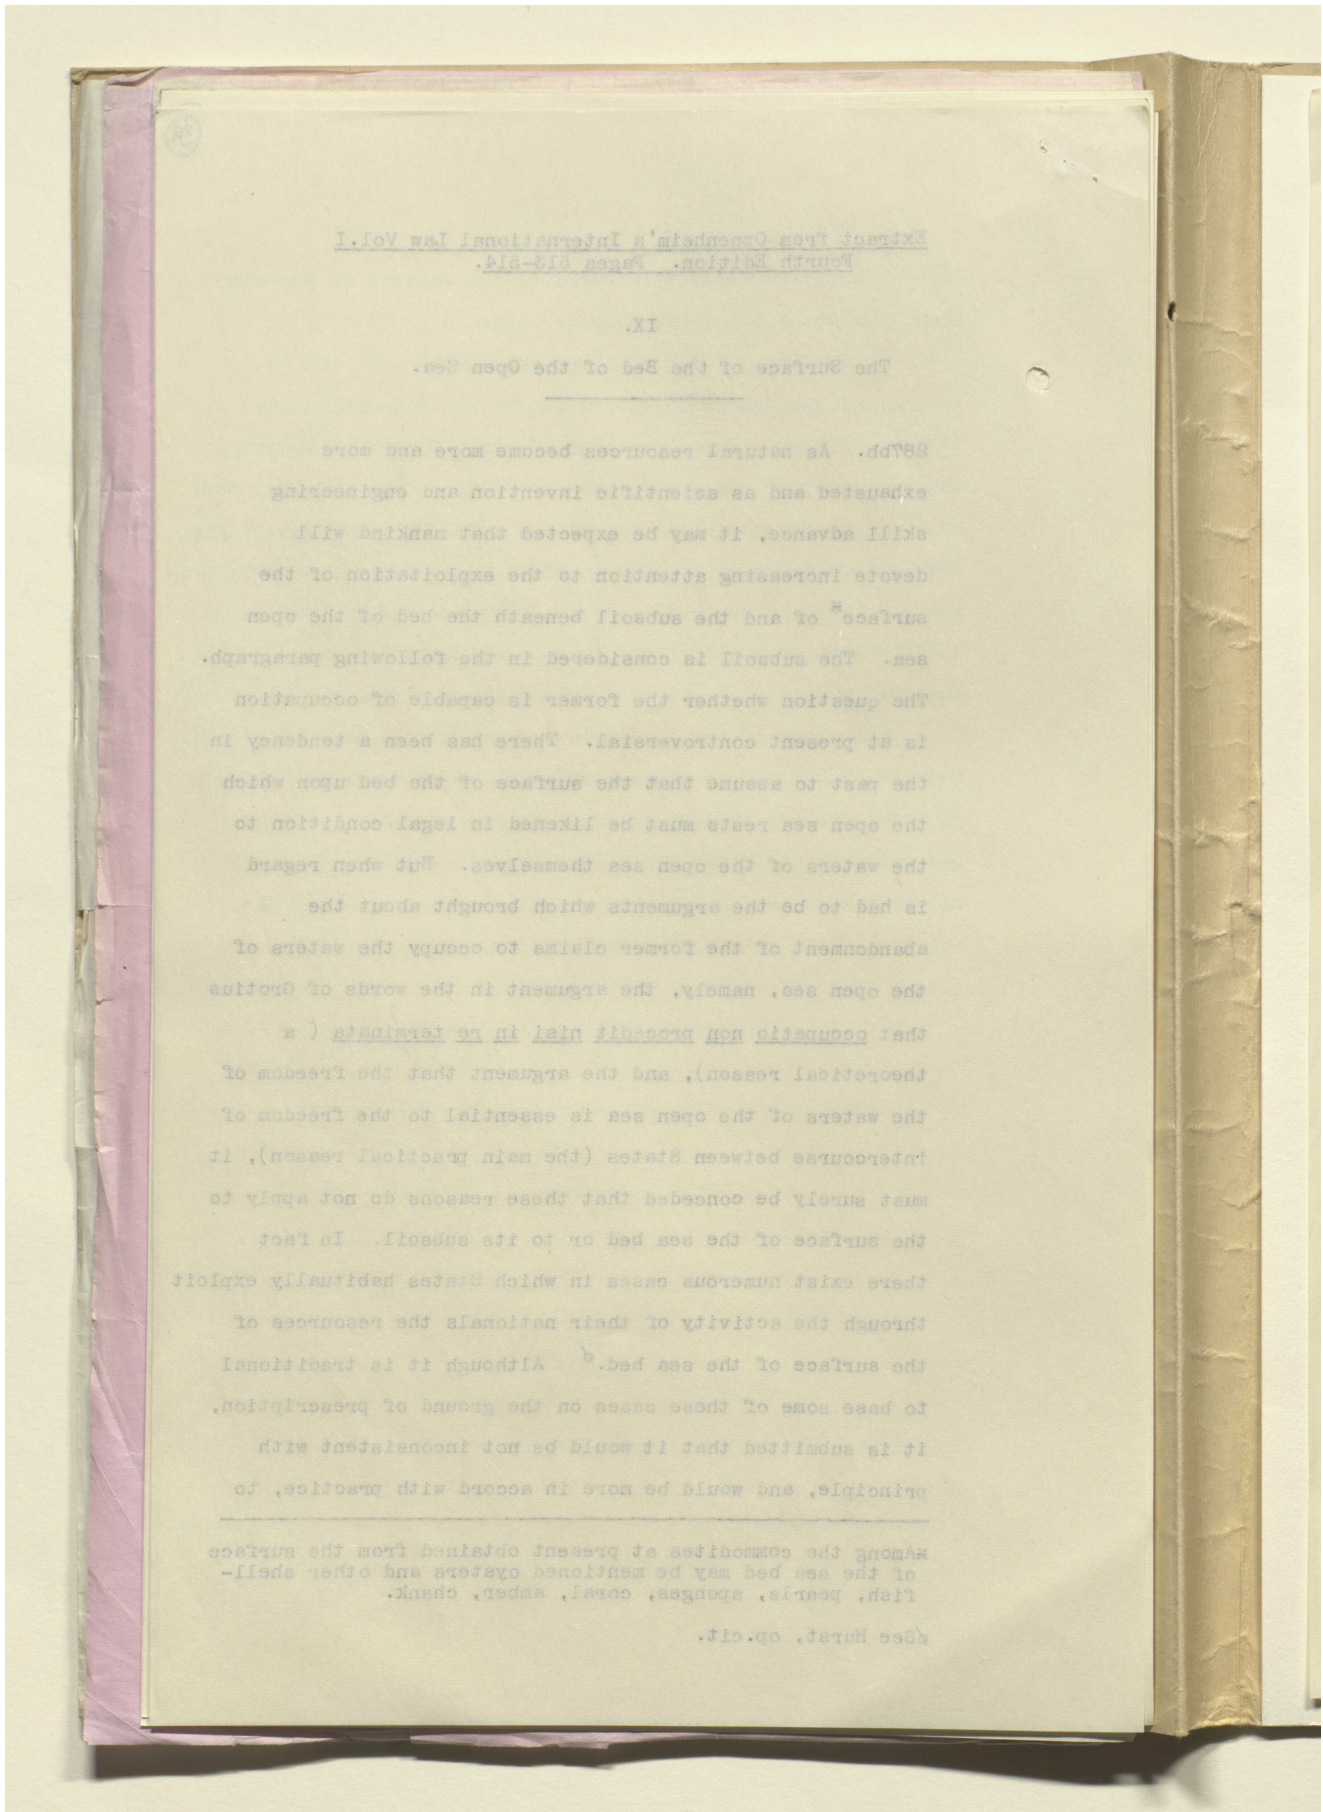 Extract from Oppenheim's International Law Vol.I
Fourth Edition. Pages 513-514.
IX.
The Surface of the Bed of the Open Sea.
287bb. As natural resources become more and more
exhausted and as scientific invention and engineering
skill advance, it may be expected that mankind will
devote increasing attention to the exploitation of the
surfacex of and the subsoil beneath the bed of the open
sea. The subsoil is considered in the following paragraph.
The question whether the former is capable of occupation
is at present controversial. There has been a tendency in
the past to assume that the surface of the bed upon which
the open sea rests must be likened in legal condition to
the waters of the open sea themselves. But when regard
is had to be the arguments which brought about the
abandonment of the former claims to occupy the waters of
the open sea, namely, the argument in the words of Grotius
that occupatio non procedit nisi in re terminata ( a
theoretical reason), and the argument that the freedom of
the waters of the open sea is essential to the freedom of
intercourse between States (the main practical reason), it
must surely be conceded that these reasons do not apply to
the surface of the sea bed or to its subsoil. In fact
there exist numerous cases in which States habitually exploit
through the activity of their nationals the resources of
the surface of the sea bed. Although it is traditional
to base some of these cases on the ground of prescription,
it is submitted that it would be not inconsistent with
principle, and would be more in accord with practice, to
xAmong the commodites at present obtained from the surface
of the sea bed may be mentioned oysters and other shell-
fish, pearls, sponges, coral, amber, chank.
See Hurst, op.cit.